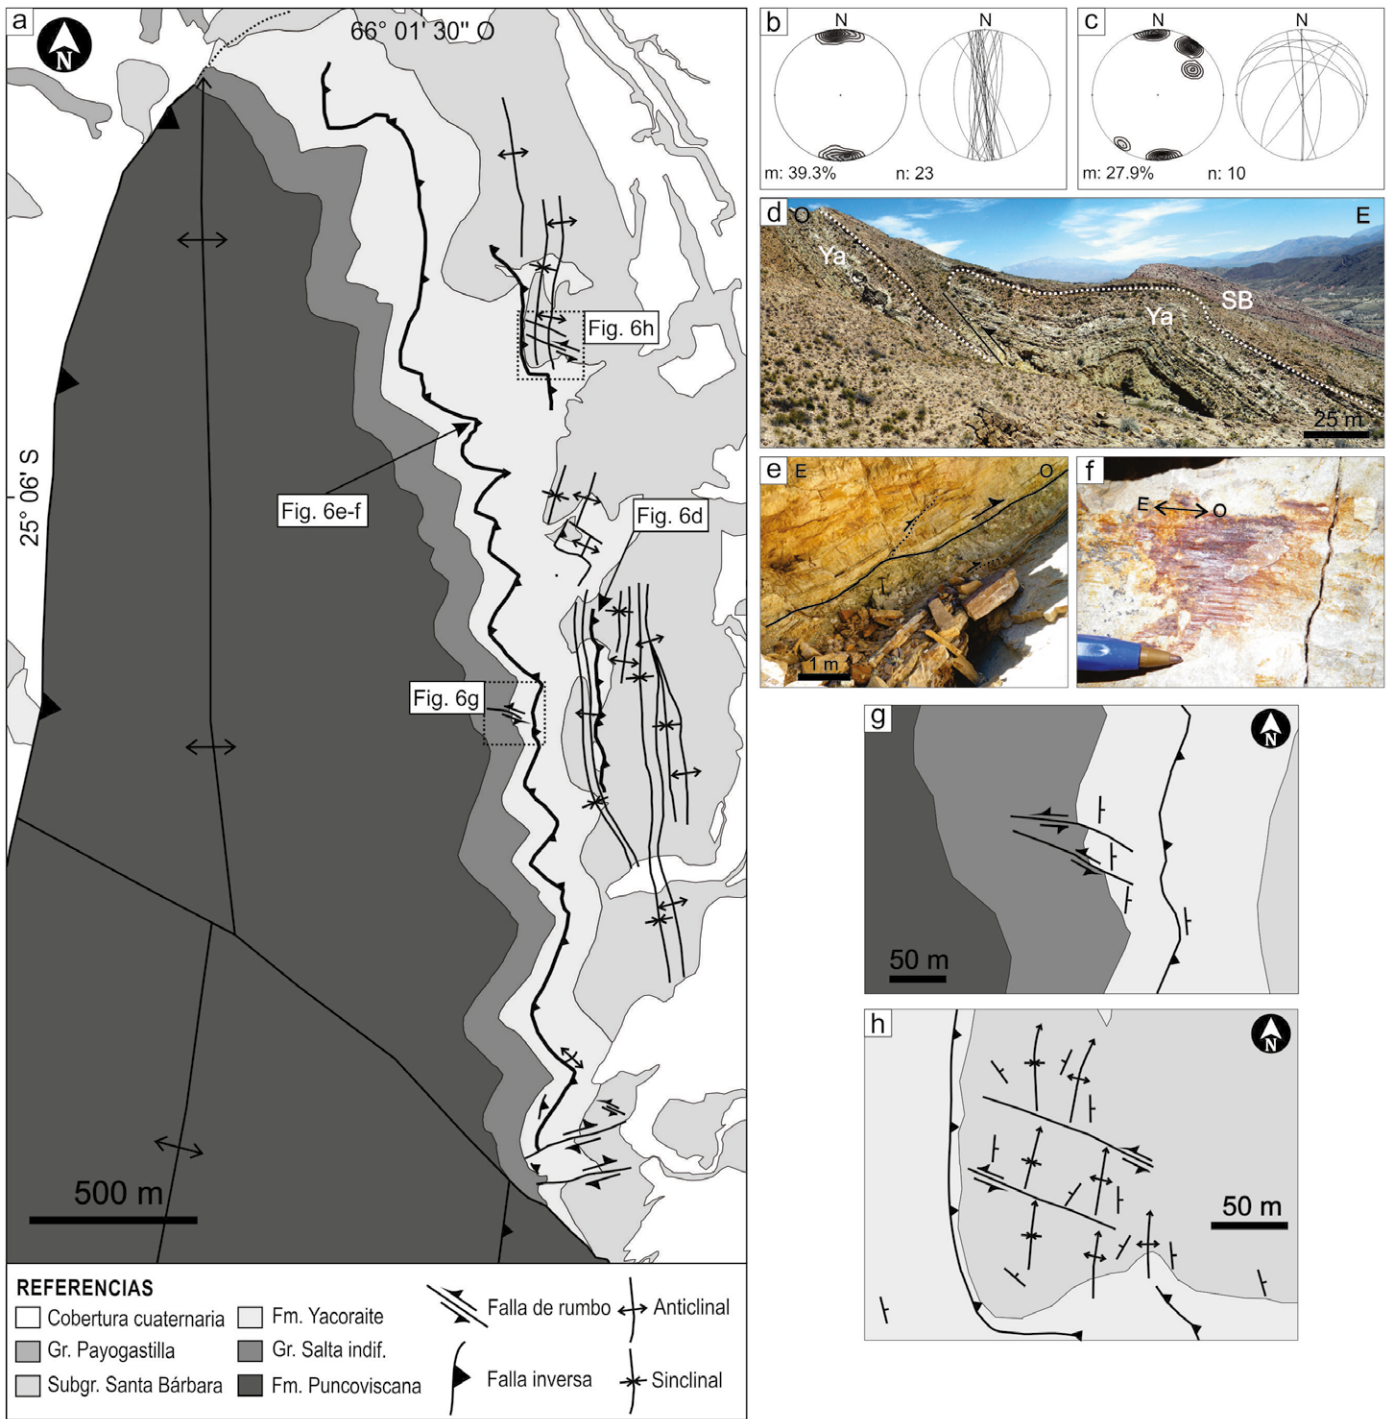 a
N
66° 01' 30" O
25° 06' S
Fig. 6h
Fig. 6e-f
Fig. 6d
Fig. 6g
500 m
REFERENCIAS
Cobertura cuaternaria
Gr. Payogastilla
Subgr. Santa Bárbara
Fm. Yacoraite
Gr. Salta indif.
Fm. Puncoviscana
Falla de rumbo
Falla inversa
Anticlinal
Sinclinal
b
N
N
m: 39.3% n: 23
c
N
N
m: 27.9% n: 10
d
O E
Ya
SB
Ya
25 m
e
E O
1 m
f
E O
g
N
50 m
h
N
50 m